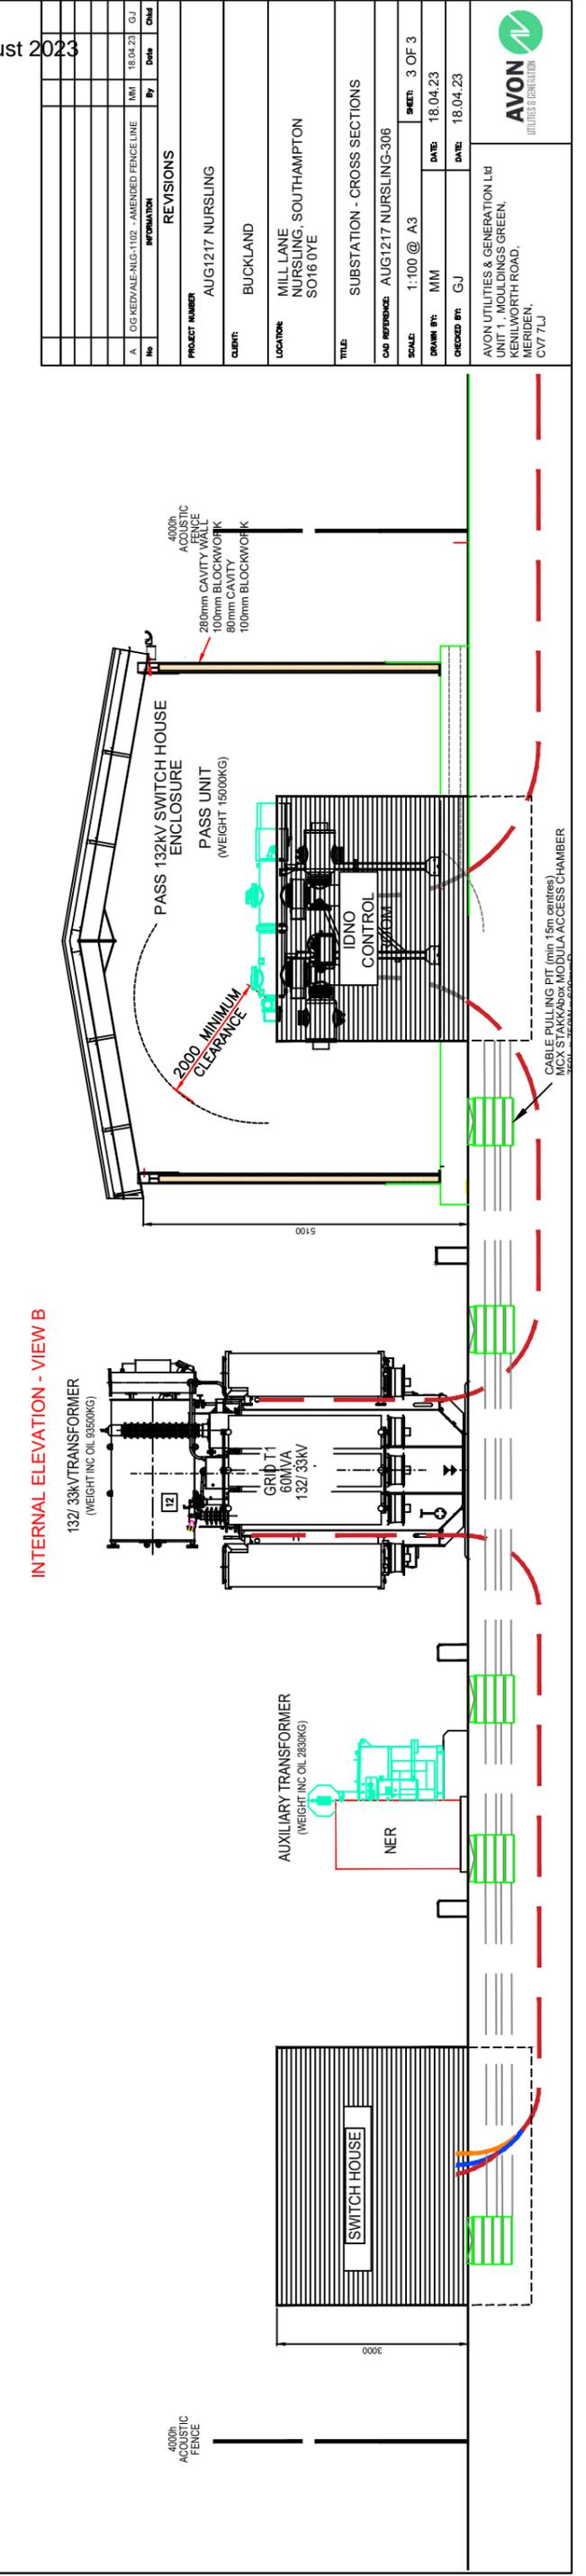 ust 2023
INTERNAL ELEVATION - VIEW B
4000h
ACOUSTIC
FENCE
3000
SWITCH HOUSE
AUXILIARY TRANSFORMER
(WEIGHT INC OIL 2830KG)
NER
132/ 33kVTRANSFORMER
(WEIGHT INC OIL 93500KG)
12
GRID T1
60MVA
132/ 33kV
5100
2000 MINIMUM
CLEARANCE
PASS 132kV SWITCH HOUSE
ENCLOSURE
PASS UNIT
(WEIGHT 15000KG)
IDNO
CONTROL
CABLE PULLING PIT (min 15m centres)
MCX STAKKAbox MODULA ACCESS CHAMBER
4000h
ACOUSTIC
FENCE
280mm CAVITY WALL
100mm BLOCKWORK
80mm CAVITY
100mm BLOCKWORK
A OG KEDVALE-NLG-1102 - AMENDED FENCE LINE MM 18.04.23 GJ
No INFORMATION By Date Chkd
REVISIONS
PROJECT NUMBER
AUG1217 NURSLING
CLIENT:
BUCKLAND
LOCATION:
MILL LANE
NURSLING, SOUTHAMPTON
SO16 0YE
TITLE:
SUBSTATION - CROSS SECTIONS
CAD REFERENCE: AUG1217 NURSLING-306
SCALE: 1:100 @ A3 SHEET: 3 OF 3
DRAWN BY: MM DATE: 18.04.23
CHECKED BY: GJ DATE: 18.04.23
AVON UTILITIES & GENERATION Ltd
UNIT 1, MOULDINGS GREEN,
KENILWORTH ROAD,
MERIDEN,
CV7 7LJ
AVON
UTILITIES & GENERATION